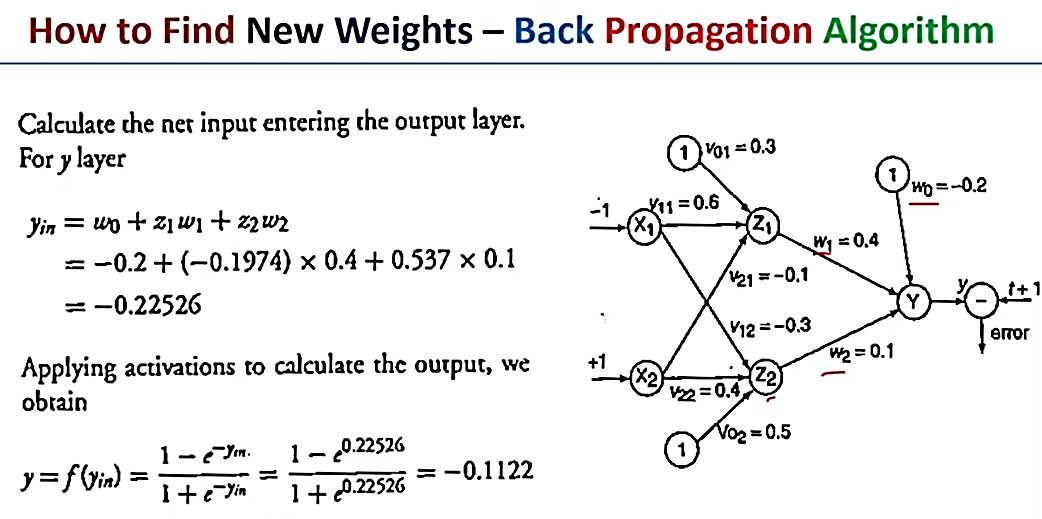 How to Find New Weights – Back Propagation Algorithm
Calculate the net input entering the output layer.
For y layer
y_in = w0 + z1w1 + z2w2
= −0.2 + (−0.1974) × 0.4 + 0.537 × 0.1
= −0.22526
Applying activations to calculate the output, we
obtain
y = f(y_in) = (1 − e^−y_in.)/(1 + e^−y_in) = (1 − e^0.22526)/(1 + e^0.22526) = −0.1122
1 v01 = 0.3
1
w0 = −0.2
−1
v11 = 0.6
X1
Z1
w1 = 0.4
v21 = −0.1
Y
y
−
t+1
error
v12 = −0.3
w2 = 0.1
+1
X2
v22 = 0.4
Z2
1
v02 = 0.5